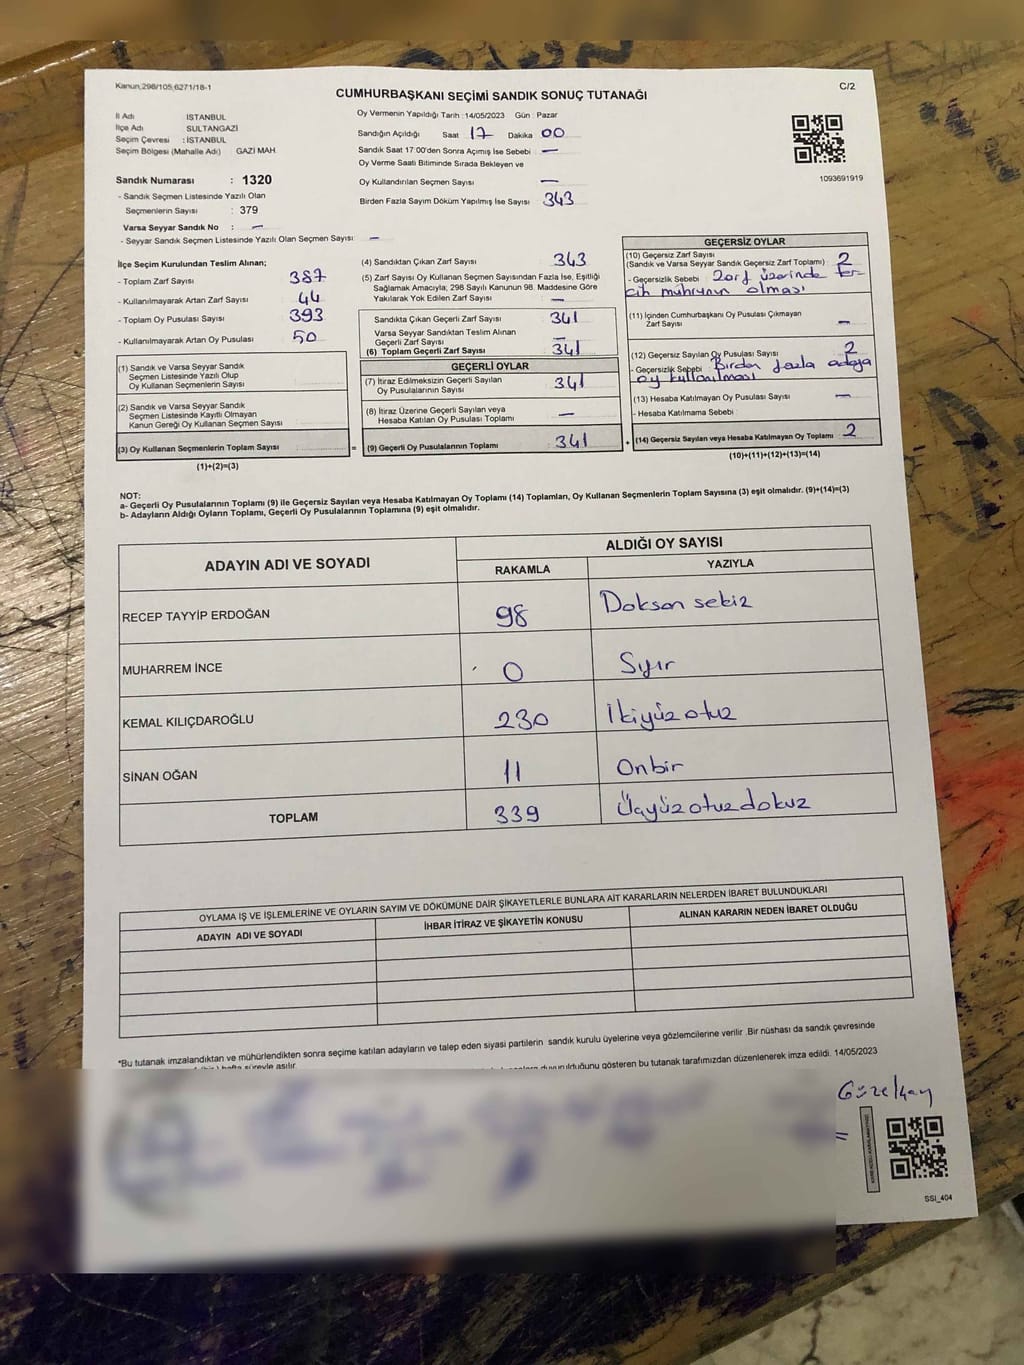 Kanun;298/105,6271/18-1
C/2
CUMHURBAŞKANI SEÇİMİ SANDIK SONUÇ TUTANAĞI
İl Adı İSTANBUL
İlçe Adı SULTANGAZİ
Seçim Çevresi : İSTANBUL
Seçim Bölgesi (Mahalle Adı) GAZİ MAH.
Sandık Numarası : 1320
- Sandık Seçmen Listesinde Yazılı Olan
Seçmenlerin Sayısı : 379
Varsa Seyyar Sandık No : —
- Seyyar Sandık Seçmen Listesinde Yazılı Olan Seçmen Sayısı : —
Oy Vermenin Yapıldığı Tarih :14/05/2023 Gün : Pazar
Sandığın Açıldığı Saat 17 Dakika 00
Sandık Saat 17:00'den Sonra Açılmış İse Sebebi : —
Oy Verme Saati Bitiminde Sırada Bekleyen ve
Oy Kullandırılan Seçmen Sayısı —
Birden Fazla Sayım Döküm Yapılmış İse Sayısı : 343
1093691919
İlçe Seçim Kurulundan Teslim Alınan;
- Toplam Zarf Sayısı : 387
- Kullanılmayarak Artan Zarf Sayısı : 44
- Toplam Oy Pusulası Sayısı : 393
- Kullanılmayarak Artan Oy Pusulası : 50
(1) Sandık ve Varsa Seyyar Sandık
Seçmen Listesinde Yazılı Olup
Oy Kullanan Seçmenlerin Sayısı
(2) Sandık ve Varsa Seyyar Sandık
Seçmen Listesinde Kayıtlı Olmayan
Kanun Gereği Oy Kullanan Seçmen Sayısı
(3) Oy Kullanan Seçmenlerin Toplam Sayısı =
(1)+(2)=(3)
(4) Sandıktan Çıkan Zarf Sayısı : 343
(5) Zarf Sayısı Oy Kullanan Seçmen Sayısından Fazla İse, Eşitliği
Sağlamak Amacıyla; 298 Sayılı Kanunun 98. Maddesine Göre
Yakılarak Yok Edilen Zarf Sayısı : —
Sandıkta Çıkan Geçerli Zarf Sayısı : 341
Varsa Seyyar Sandıktan Teslim Alınan
Geçerli Zarf Sayısı : —
(6) Toplam Geçerli Zarf Sayısı : 341
GEÇERLİ OYLAR
(7) İtiraz Edilmeksizin Geçerli Sayılan
Oy Pusulalarının Sayısı : 341
(8) İtiraz Üzerine Geçerli Sayılan veya
Hesaba Katılan Oy Pusulası Toplamı : —
(9) Geçerli Oy Pusulalarının Toplamı : 341 +
GEÇERSİZ OYLAR
(10) Geçersiz Zarf Sayısı
(Sandık ve Varsa Seyyar Sandık Geçersiz Zarf Toplamı) : 2
- Geçersizlik Sebebi : Zarf üzerinde ter-
cih mührünün olması
(11) İçinden Cumhurbaşkanı Oy Pusulası Çıkmayan
Zarf Sayısı : —
(12) Geçersiz Sayılan Oy Pusulası Sayısı : 2
- Geçersizlik Sebebi : Birden fazla adaya
oy kullanılması
(13) Hesaba Katılmayan Oy Pusulası Sayısı : —
- Hesaba Katılmama Sebebi :
(14) Geçersiz Sayılan veya Hesaba Katılmayan Oy Toplamı : 2
(10)+(11)+(12)+(13)=(14)
NOT:
a- Geçerli Oy Pusulalarının Toplamı (9) ile Geçersiz Sayılan veya Hesaba Katılmayan Oy Toplamı (14) Toplamları, Oy Kullanan Seçmenlerin Toplam Sayısına (3) eşit olmalıdır. (9)+(14)=(3)
b- Adayların Aldığı Oyların Toplamı, Geçerli Oy Pusulalarının Toplamına (9) eşit olmalıdır.
ADAYIN ADI VE SOYADI ALDIĞI OY SAYISI
RAKAMLA YAZIYLA
RECEP TAYYİP ERDOĞAN 98 Doksan sekiz
MUHARREM İNCE 0 Sıfır
KEMAL KILIÇDAROĞLU 230 İkiyüz otuz
SİNAN OĞAN 11 Onbir
TOPLAM 339 Üçyüz otuz dokuz
OYLAMA İŞ VE İŞLEMLERİNE VE OYLARIN SAYIM VE DÖKÜMÜNE DAİR ŞİKAYETLERLE BUNLARA AİT KARARLARIN NELERDEN İBARET BULUNDUKLARI
ADAYIN ADI VE SOYADI İHBAR İTİRAZ VE ŞİKAYETİN KONUSU ALINAN KARARIN NEDEN İBARET OLDUĞU
*Bu tutanak imzalandıktan ve mühürlendikten sonra seçime katılan adayların ve talep eden siyasi partilerin sandık kurulu üyelerine veya gözlemcilerine verilir .Bir nüshası da sandık çevresinde
hafta süreyle asılır. duyurulduğunu gösteren bu tutanak tarafımızdan düzenlenerek imza edildi. 14/05/2023
SSI_404